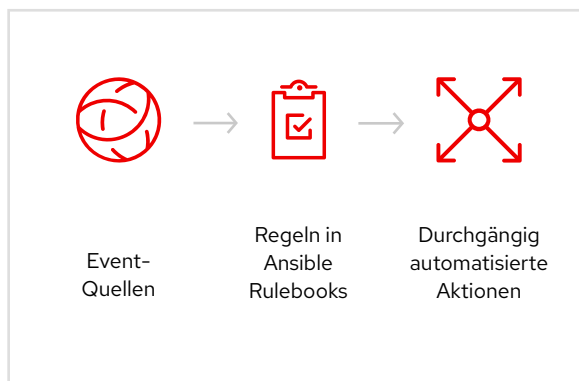 Event-
Quellen
Regeln in
Ansible
Rulebooks
Durchgängig
automatisierte
Aktionen